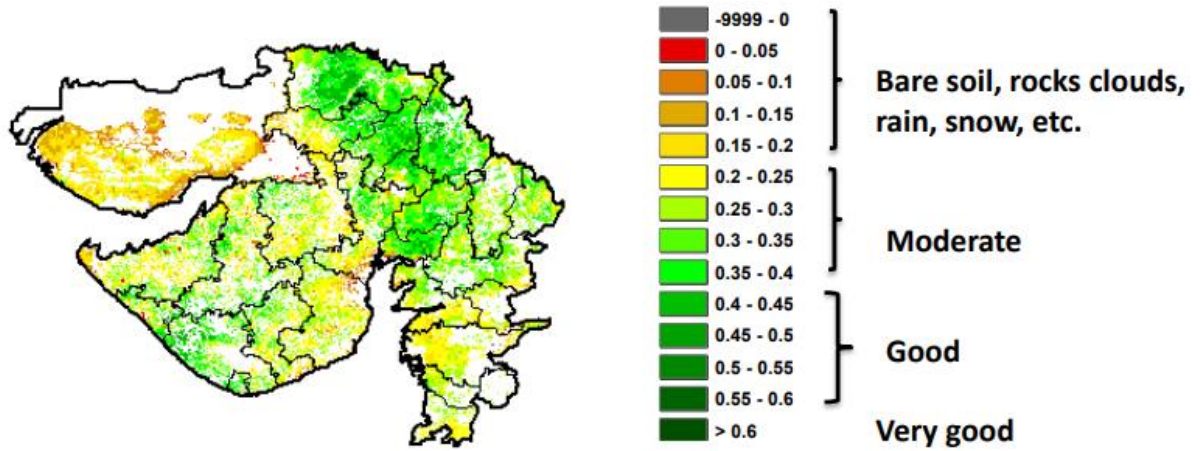 -9999 - 0
0 - 0.05
0.05 - 0.1
0.1 - 0.15
0.15 - 0.2
Bare soil, rocks clouds,
rain, snow, etc.
0.2 - 0.25
0.25 - 0.3
0.3 - 0.35
0.35 - 0.4
Moderate
0.4 - 0.45
0.45 - 0.5
0.5 - 0.55
0.55 - 0.6
Good
> 0.6
Very good